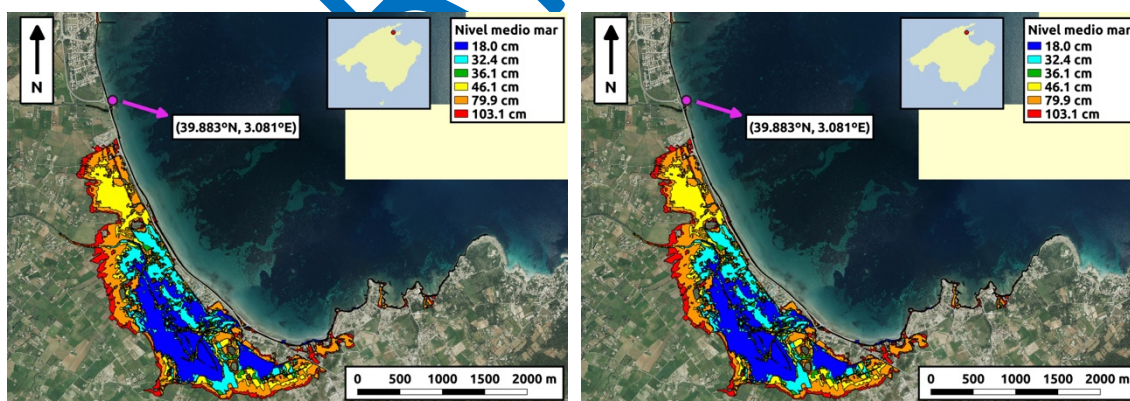 Nivel medio mar
18.0 cm
32.4 cm
36.1 cm
46.1 cm
79.9 cm
103.1 cm
N
(39.883ºN, 3.081ºE)
0 500 1000 1500 2000 m
Nivel medio mar
18.0 cm
32.4 cm
36.1 cm
46.1 cm
79.9 cm
103.1 cm
N
(39.883ºN, 3.081ºE)
0 500 1000 1500 2000 m